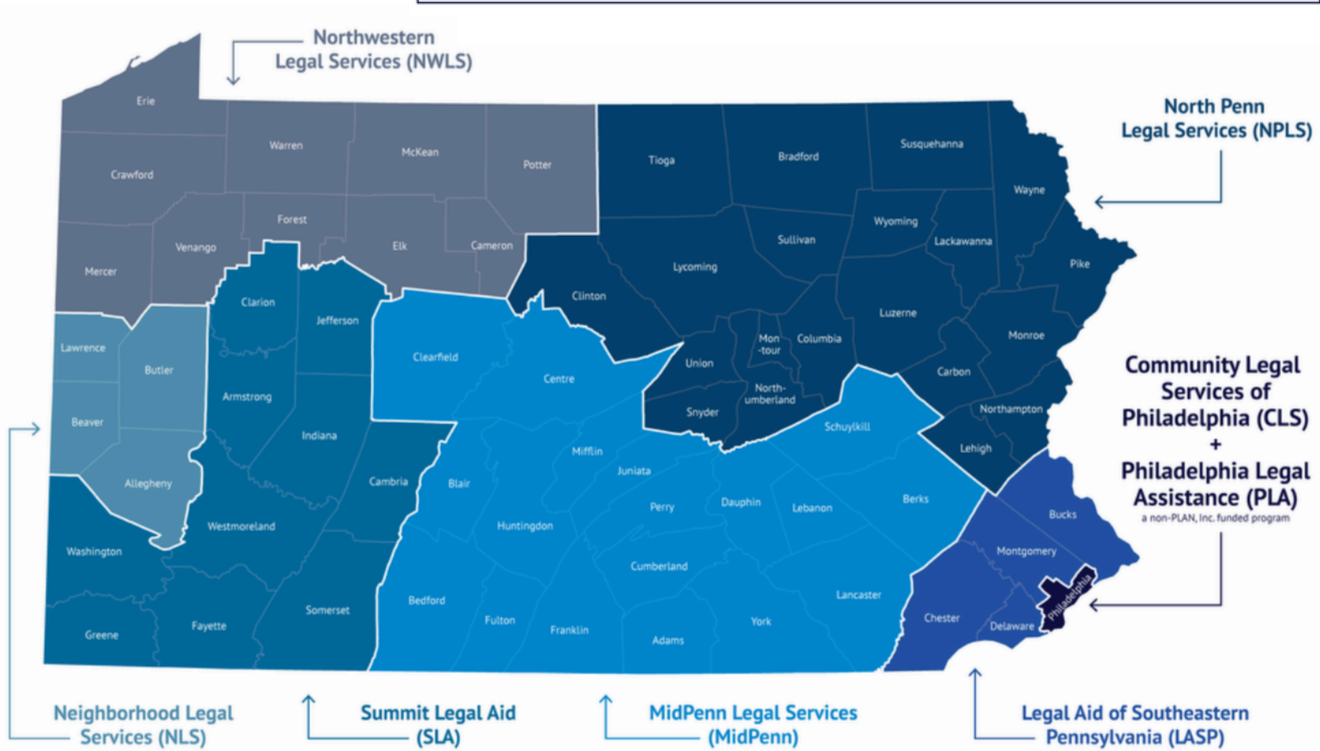 Northwestern
Legal Services (NWLS)
North Penn
Legal Services (NPLS)
Erie
Warren
McKean
Potter
Tioga
Bradford
Susquehanna
Wayne
Crawford
Forest
Venango
Elk
Cameron
Mercer
Wyoming
Sullivan
Lackawanna
Lycoming
Pike
Clinton
Luzerne
Clarion
Jefferson
Monroe
Lawrence
Butler
Clearfield
Centre
Union
Mon
-tour
Columbia
Carbon
Armstrong
North-
umberland
Snyder
Northampton
Beaver
Indiana
Schuylkill
Lehigh
Mifflin
Juniata
Allegheny
Cambria
Blair
Perry
Dauphin
Lebanon
Berks
Westmoreland
Huntingdon
Bucks
Washington
Montgomery
Cumberland
Lancaster
Bedford
Somerset
Philadelphia
Fulton
Franklin
York
Chester
Delaware
Greene
Fayette
Adams
Community Legal
Services of
Philadelphia (CLS)
+
Philadelphia Legal
Assistance (PLA)
a non-PLAN, Inc. funded program
Neighborhood Legal
Services (NLS)
Summit Legal Aid
(SLA)
MidPenn Legal Services
(MidPenn)
Legal Aid of Southeastern
Pennsylvania (LASP)